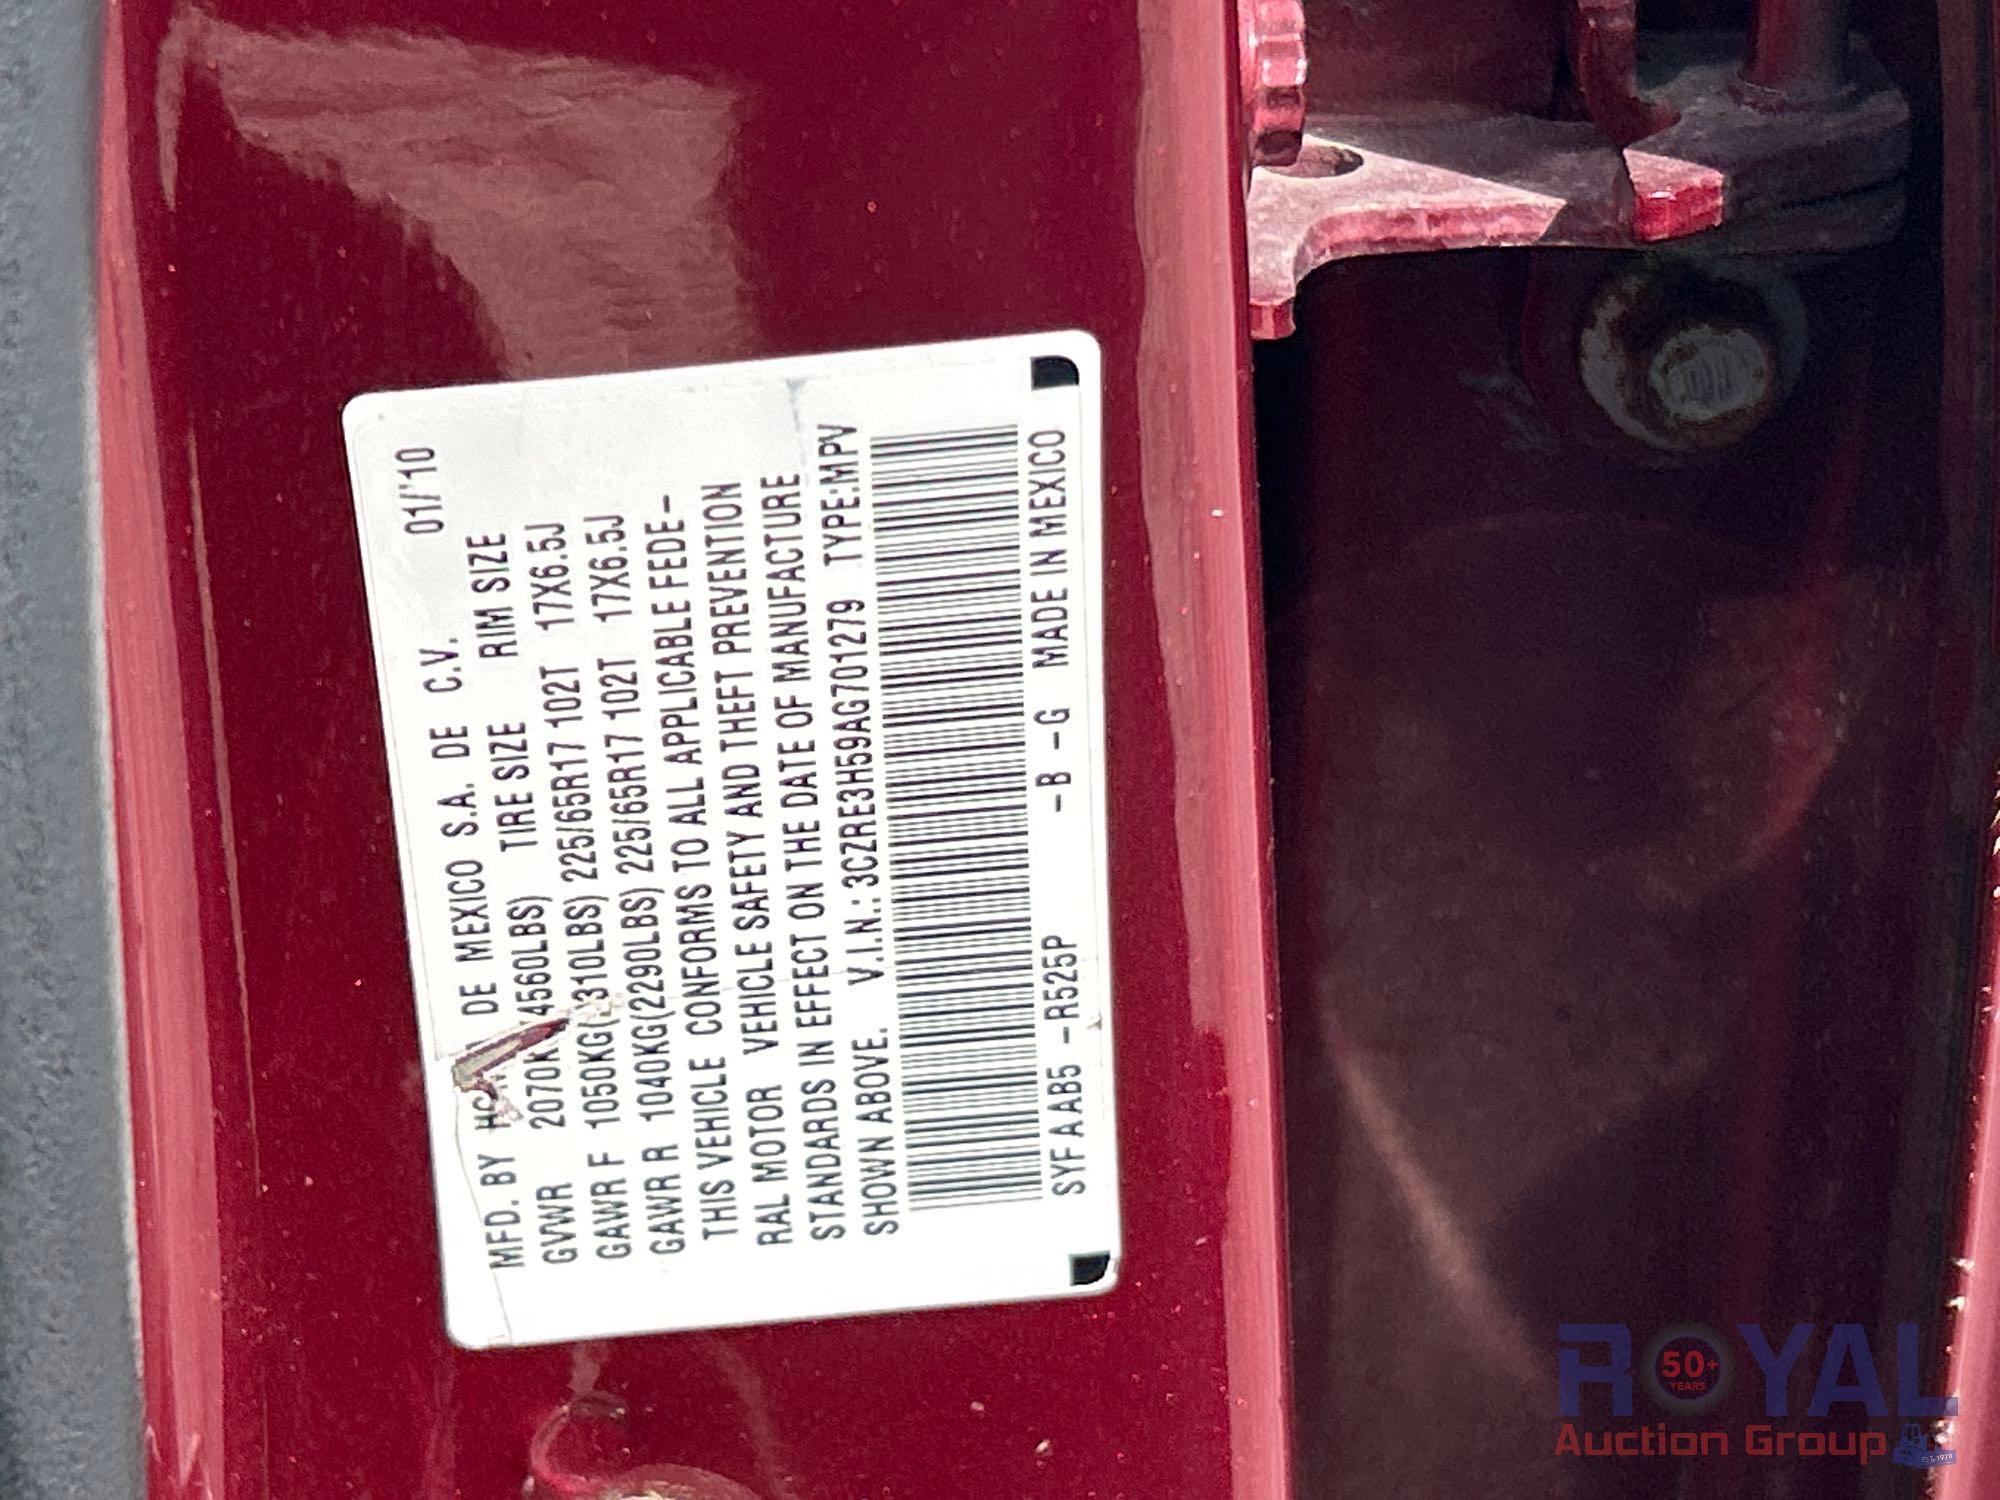 MFD. BY DE MEXICO S.A. DE C.V. 01/'10
GVWR 2070K 4560LBS) TIRE SIZE RIM SIZE
GAWR F 1050KG( 310LBS) 225/65R17 102T 17X6.5J
GAWR R 1040KG(2290LBS) 225/65R17 102T 17X6.5J
THIS VEHICLE CONFORMS TO ALL APPLICABLE FEDE-
RAL MOTOR VEHICLE SAFETY AND THEFT PREVENTION
STANDARDS IN EFFECT ON THE DATE OF MANUFACTURE
SHOWN ABOVE. V.I.N.: 3CZRE3H59AG701279 TYPE:MPV
SYFAAB5 -R525P -B -G MADE IN MEXICO
ROYAL
50+
YEARS
Auction Group
EST. 1970